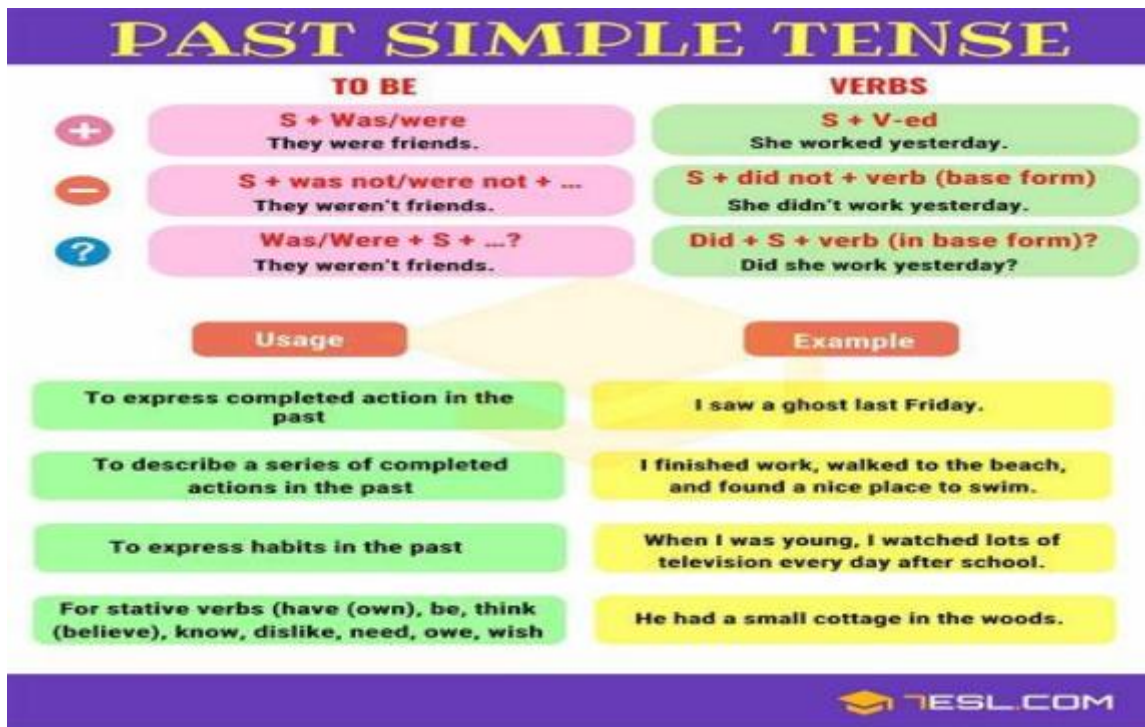 PAST SIMPLE TENSE
TO BE
VERBS
+
S + Was/were
They were friends.
S + V-ed
She worked yesterday.
−
S + was not/were not + ...
They weren't friends.
S + did not + verb (base form)
She didn't work yesterday.
?
Was/Were + S + ...?
They weren't friends.
Did + S + verb (in base form)?
Did she work yesterday?
Usage
Example
To express completed action in the
past
I saw a ghost last Friday.
To describe a series of completed
actions in the past
I finished work, walked to the beach,
and found a nice place to swim.
To express habits in the past
When I was young, I watched lots of
television every day after school.
For stative verbs (have (own), be, think
(believe), know, dislike, need, owe, wish
He had a small cottage in the woods.
7ESL.COM